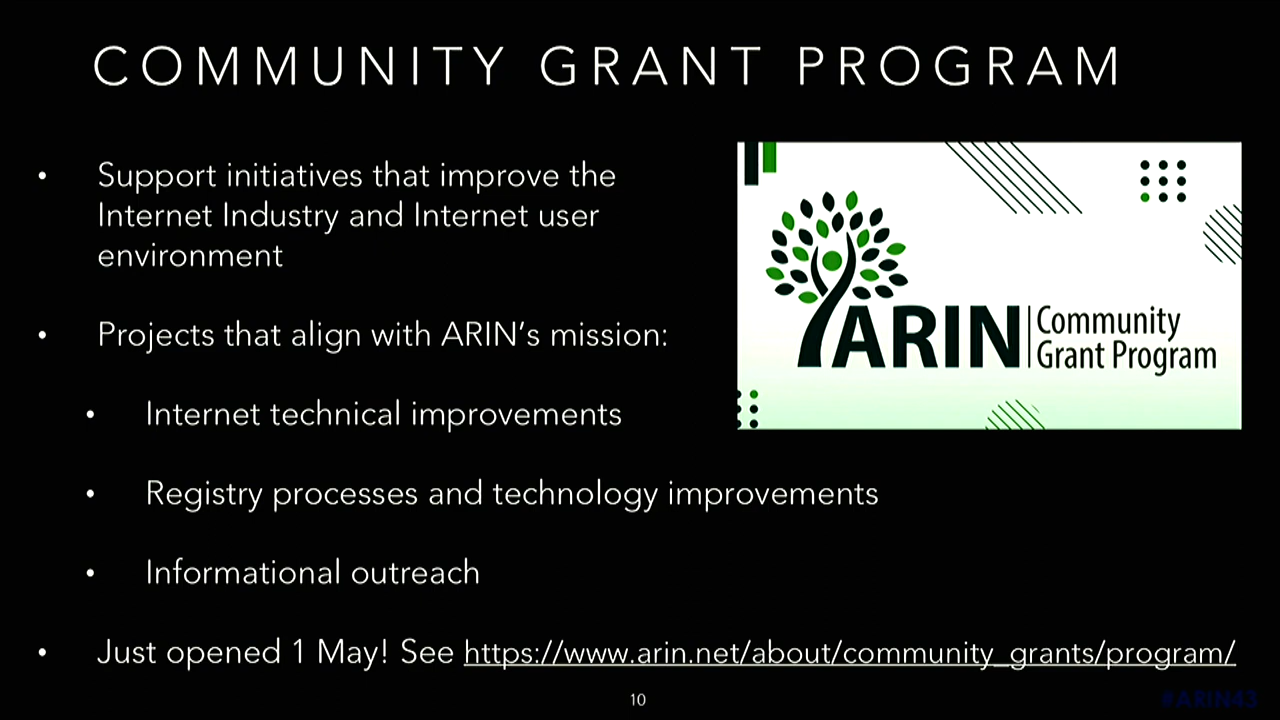 COMMUNITY GRANT PROGRAM
• Support initiatives that improve the
Internet Industry and Internet user
environment
• Projects that align with ARIN’s mission:
• Internet technical improvements
• Registry processes and technology improvements
• Informational outreach
• Just opened 1 May! See https://www.arin.net/about/community_grants/program/
ARIN
Community
Grant Program
10
#ARIN43